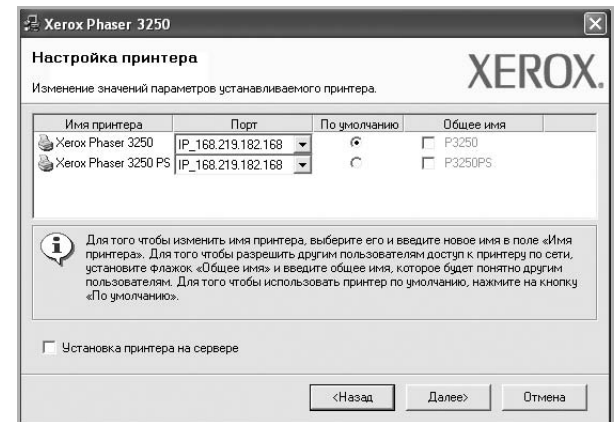 Xerox Phaser 3250
Настройка принтера
XEROX.
Изменение значений параметров устанавливаемого принтера.
Имя принтера Порт По умолчанию Общее имя
Xerox Phaser 3250 IP_168.219.182.168 P3250
Xerox Phaser 3250 PS IP_168.219.182.168 P3250PS
Для того чтобы изменить имя принтера, выберите его и введите новое имя в поле «Имя
принтера». Для того чтобы разрешить другим пользователям доступ к принтеру по сети,
установите флажок «Общее имя» и введите общее имя, которое будет понятно другим
пользователям. Для того чтобы использовать принтер по умолчанию, нажмите на кнопку
«По умолчанию».
Установка принтера на сервере
<Назад Далее> Отмена